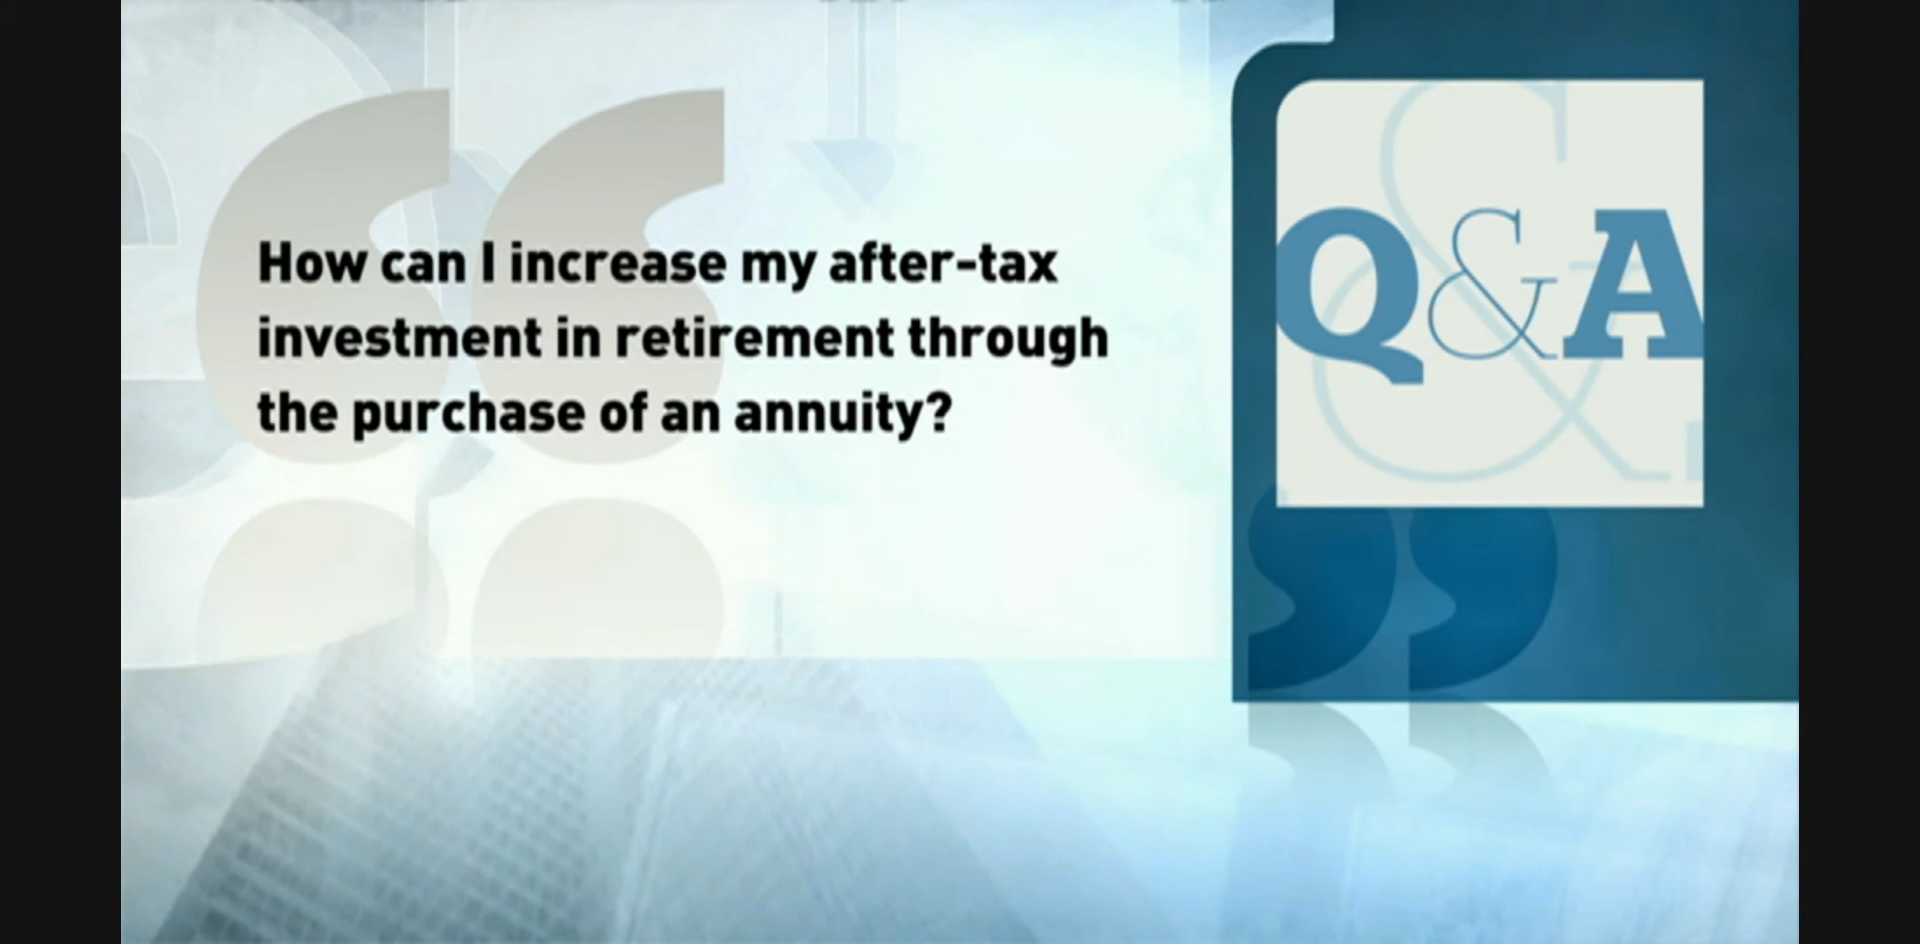 How can I increase my after-tax
investment in retirement through
the purchase of an annuity?
Q&A